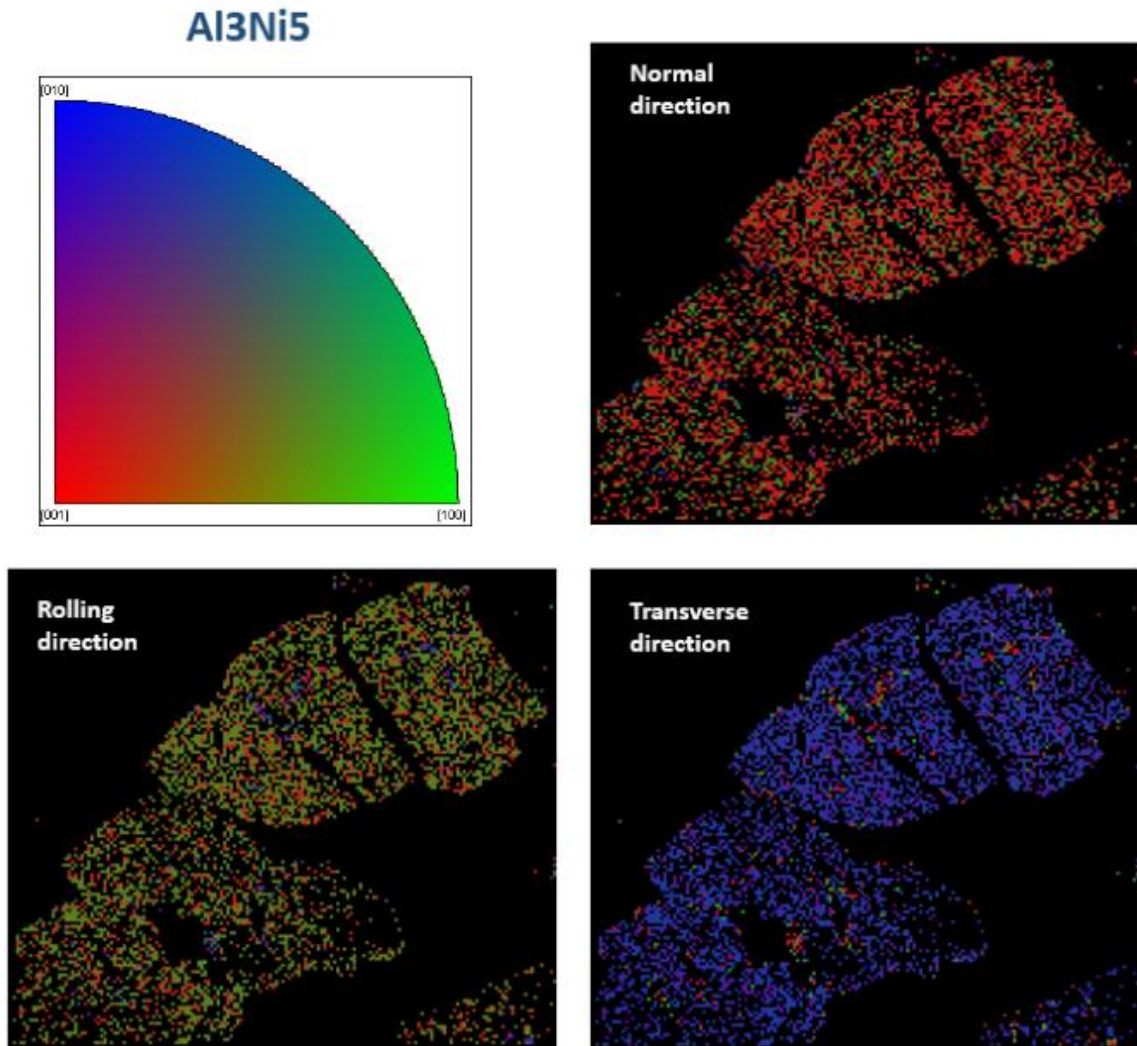 Al3Ni5
[010]
[001]
[100]
Normal
direction
Rolling
direction
Transverse
direction